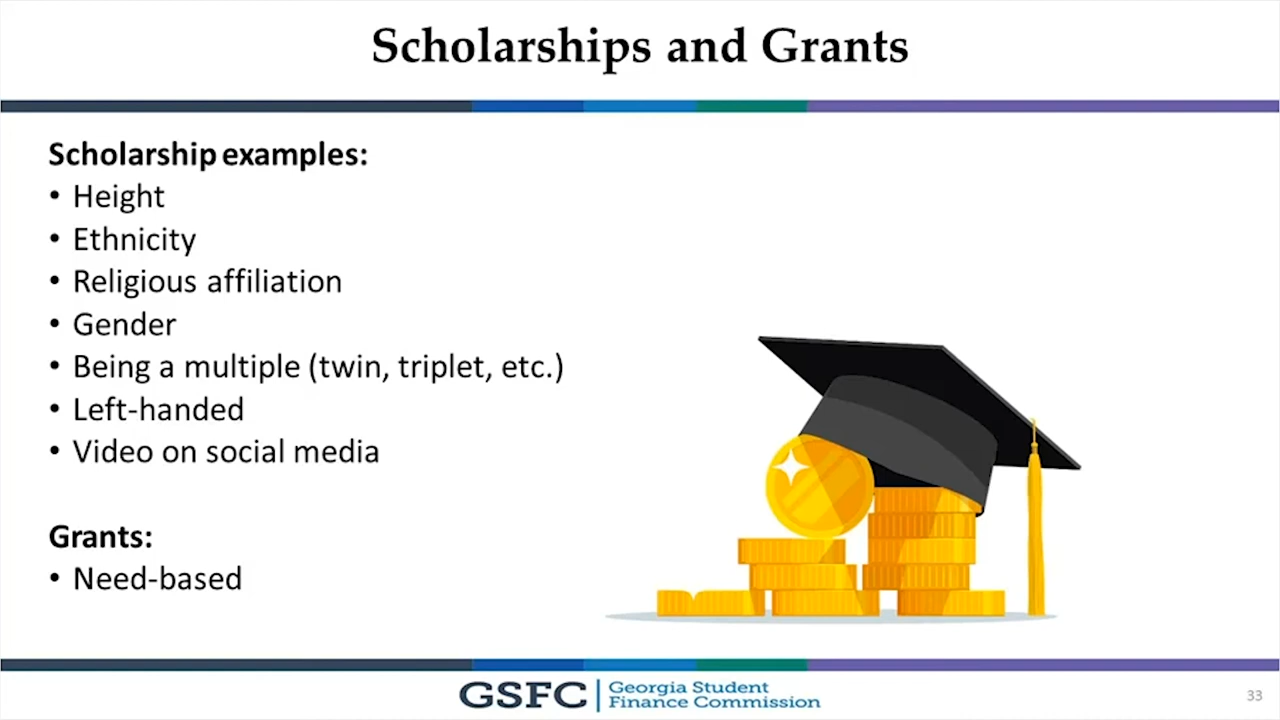 Scholarships and Grants
Scholarship examples:
• Height
• Ethnicity
• Religious affiliation
• Gender
• Being a multiple (twin, triplet, etc.)
• Left-handed
• Video on social media
Grants:
• Need-based
GSFC | Georgia Student
Finance Commission
33